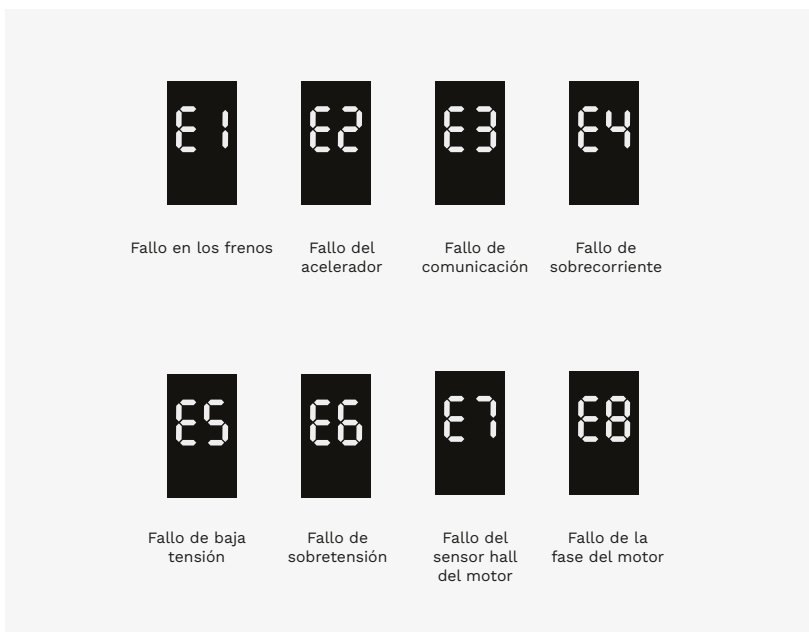 E1 E2 E3 E4
Fallo en los frenos
Fallo del
acelerador
Fallo de
comunicación
Fallo de
sobrecorriente
E5 E6 E7 E8
Fallo de baja
tensión
Fallo de
sobretensión
Fallo del
sensor hall
del motor
Fallo de la
fase del motor